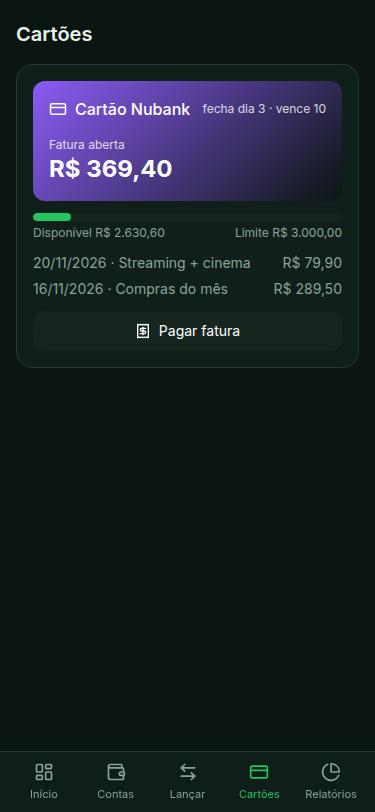 Cartões
Cartão Nubank
fecha dia 3 · vence 10
Fatura aberta
R$ 369,40
Disponível R$ 2.630,60
Limite R$ 3.000,00
20/11/2026 · Streaming + cinema
R$ 79,90
16/11/2026 · Compras do mês
R$ 289,50
Pagar fatura
Início
Contas
Lançar
Cartões
Relatórios